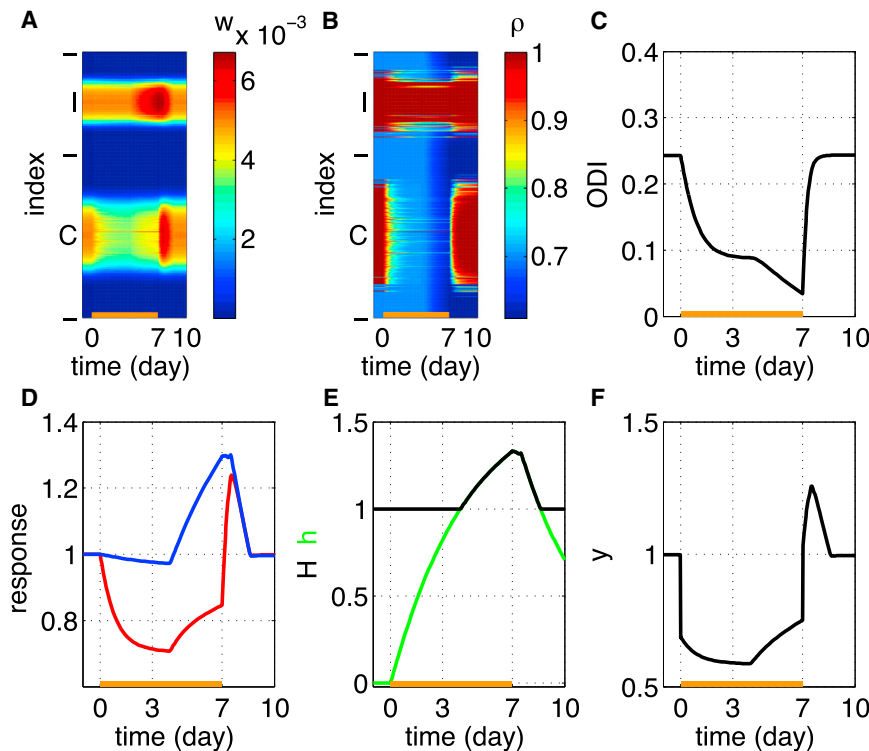 A
w
x 10⁻³
I
index
C
6
4
2
0 7 10
time (day)
B
ρ
1
0.9
0.8
0.7
0 7 10
time (day)
C
0.4
0.3
0.2
0.1
0
ODI
0 3 7 10
time (day)
D
1.4
1.2
1
0.8
response
0 3 7 10
time (day)
E
1.5
1
0.5
0
H h
0 3 7 10
time (day)
F
1.5
1
0.5
y
0 3 7 10
time (day)